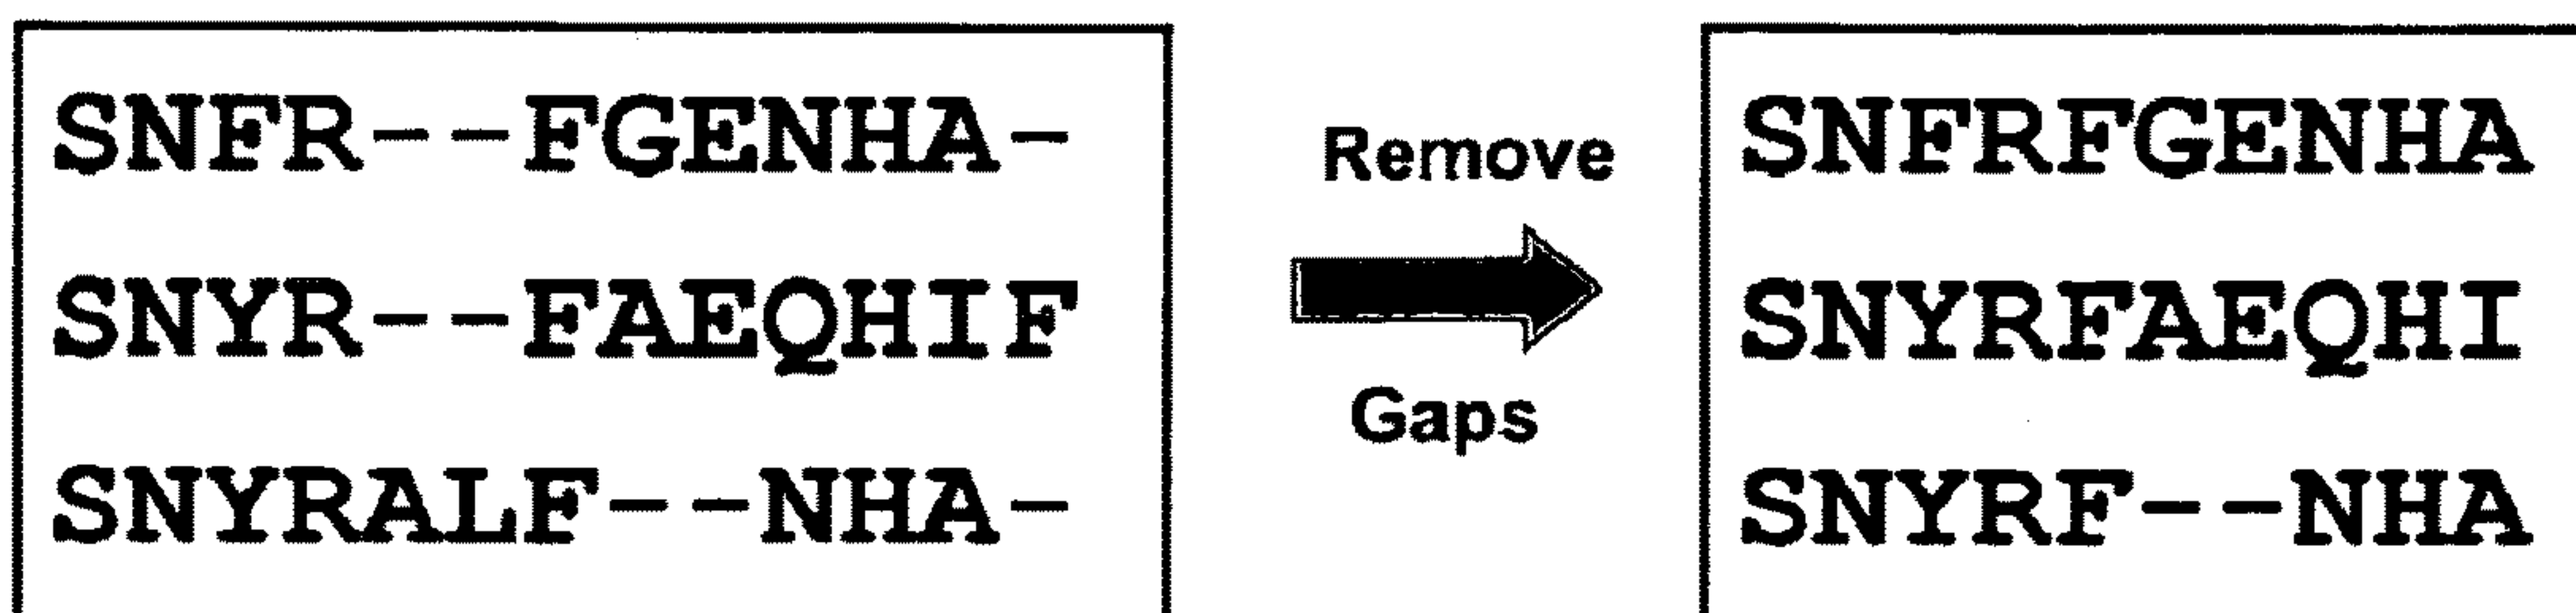 SNFR--FGENHA-
SNYR--FAEQHIF
SNYRALF--NHA-
Remove
Gaps
SNFRFGENHA
SNYRFAEQHI
SNYRF--NHA